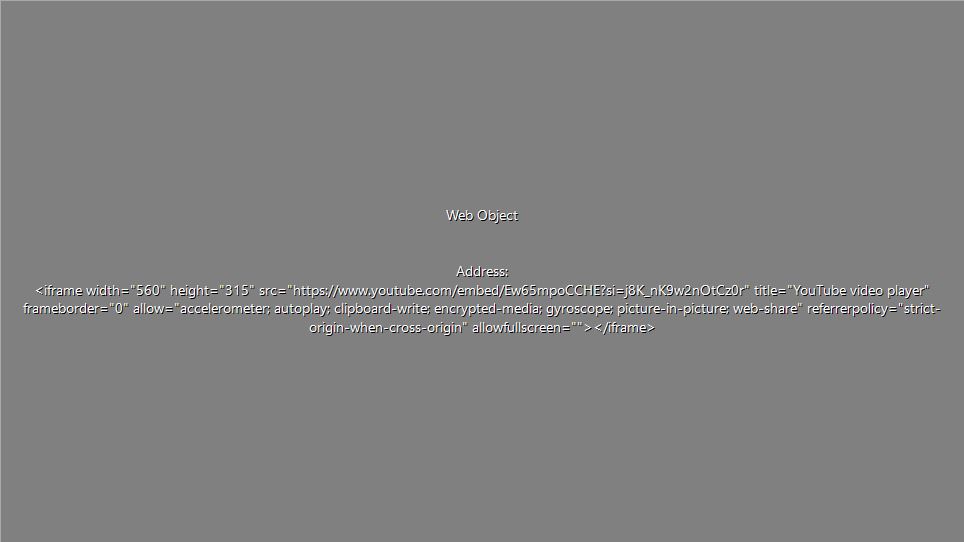 Web Object
Address:
<iframe width="560" height="315" src="https://www.youtube.com/embed/Ew65mpoCCHE?si=j8K_nK9w2nOtCz0r" title="YouTube video player"
frameborder="0" allow="accelerometer; autoplay; clipboard-write; encrypted-media; gyroscope; picture-in-picture; web-share" referrerpolicy="strict-
origin-when-cross-origin" allowfullscreen=""></iframe>